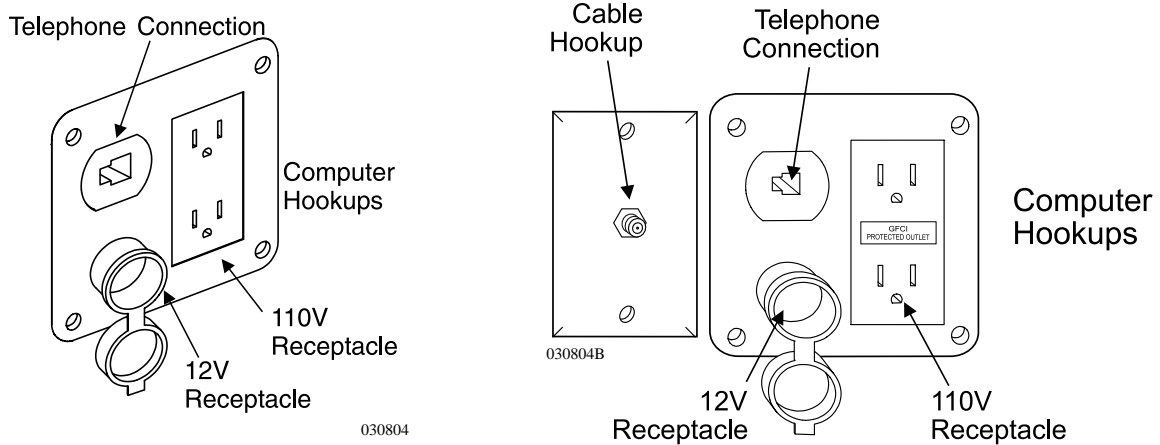 Telephone Connection
Computer
Hookups
110V
Receptacle
12V
Receptacle
030804
Cable
Hookup
Telephone
Connection
Computer
Hookups
GFCI
PROTECTED OUTLET
030804B
12V
Receptacle
110V
Receptacle